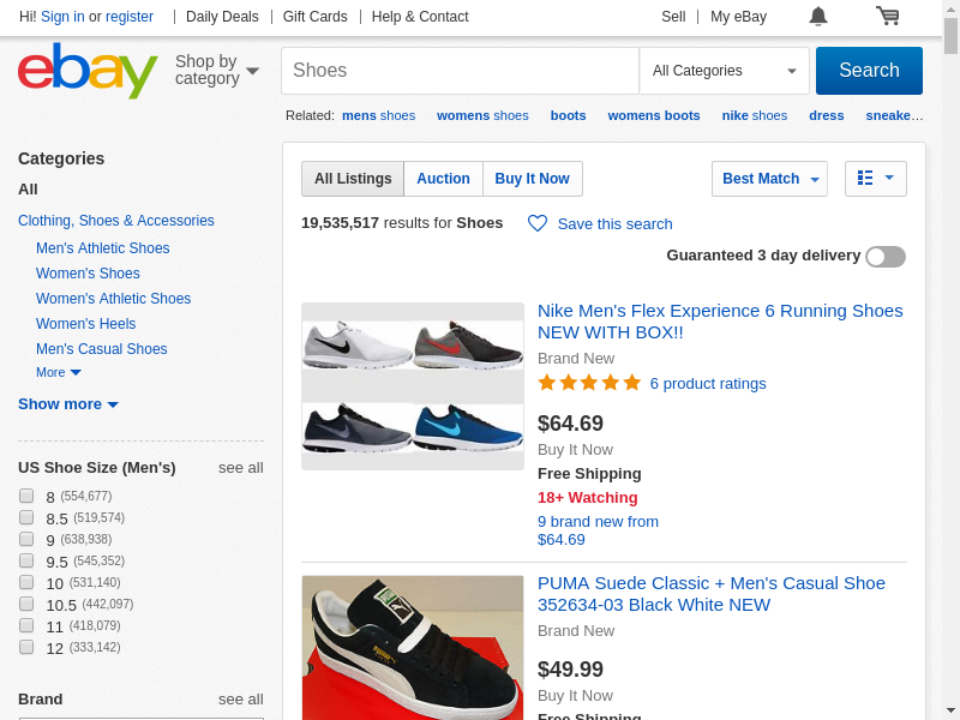 Hi! Sign in or register | Daily Deals | Gift Cards | Help & Contact
Sell | My eBay
ebay
Shop by
category
Shoes
All Categories
Search
Related: mens shoes womens shoes boots womens boots nike shoes dress sneake...
Categories
All
Clothing, Shoes & Accessories
Men's Athletic Shoes
Women's Shoes
Women's Athletic Shoes
Women's Heels
Men's Casual Shoes
More
Show more
US Shoe Size (Men's) see all
8 (554,677)
8.5 (519,574)
9 (638,938)
9.5 (545,352)
10 (531,140)
10.5 (442,097)
11 (418,079)
12 (333,142)
Brand see all
All Listings Auction Buy It Now
Best Match
19,535,517 results for Shoes
Save this search
Guaranteed 3 day delivery
Nike Men's Flex Experience 6 Running Shoes
NEW WITH BOX!!
Brand New
6 product ratings
$64.69
Buy It Now
Free Shipping
18+ Watching
9 brand new from
$64.69
PUMA Suede Classic + Men's Casual Shoe
352634-03 Black White NEW
Brand New
$49.99
Buy It Now
Free Shipping